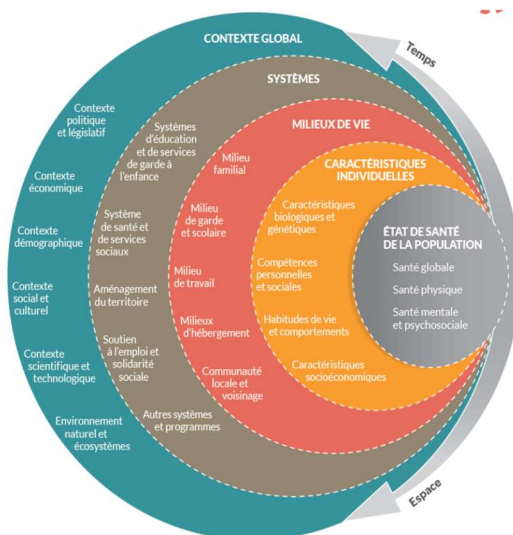 CONTEXTE GLOBAL
Temps
SYSTÈMES
MILIEUX DE VIE
CARACTÉRISTIQUES
INDIVIDUELLES
ÉTAT DE SANTÉ
DE LA POPULATION
Santé globale
Santé physique
Santé mentale
et psychosociale
Contexte
politique
et législatif
Contexte
économique
Contexte
démographique
Contexte
social et
culturel
Contexte
scientifique et
technologique
Environnement
naturel et
écosystèmes
Systèmes
d'éducation
et de services
de garde à
l'enfance
Système
de santé et
de services
sociaux
Aménagement
du territoire
Soutien
à l'emploi et
solidarité
sociale
Autres systèmes
et programmes
Milieu
familial
Milieu
de garde
et scolaire
Milieu
de travail
Milieux
d'hébergement
Communauté
locale et
voisinage
Caractéristiques
biologiques et
génétiques
Compétences
personnelles
et sociales
Habitudes de vie
et comportements
Caractéristiques
socioéconomiques
Espace